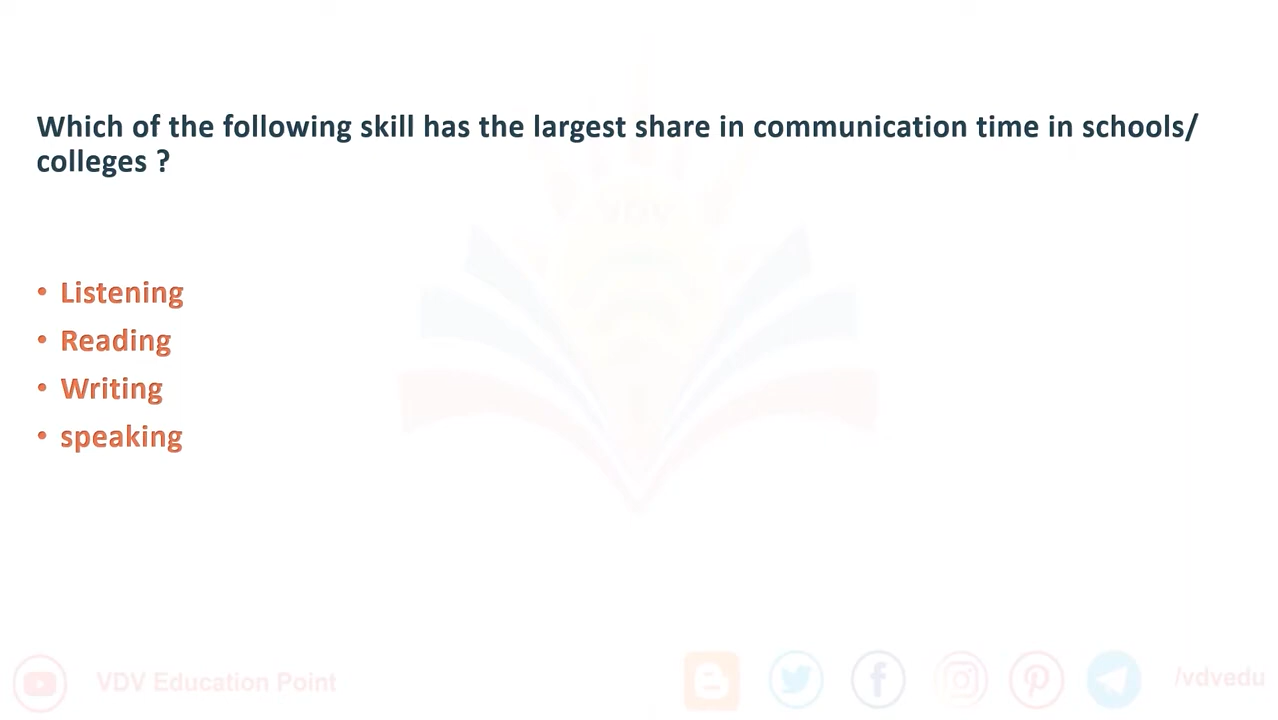 Which of the following skill has the largest share in communication time in schools/
colleges ?
• Listening
• Reading
• Writing
• speaking
VDV
VDV Education Point
/vdvedu